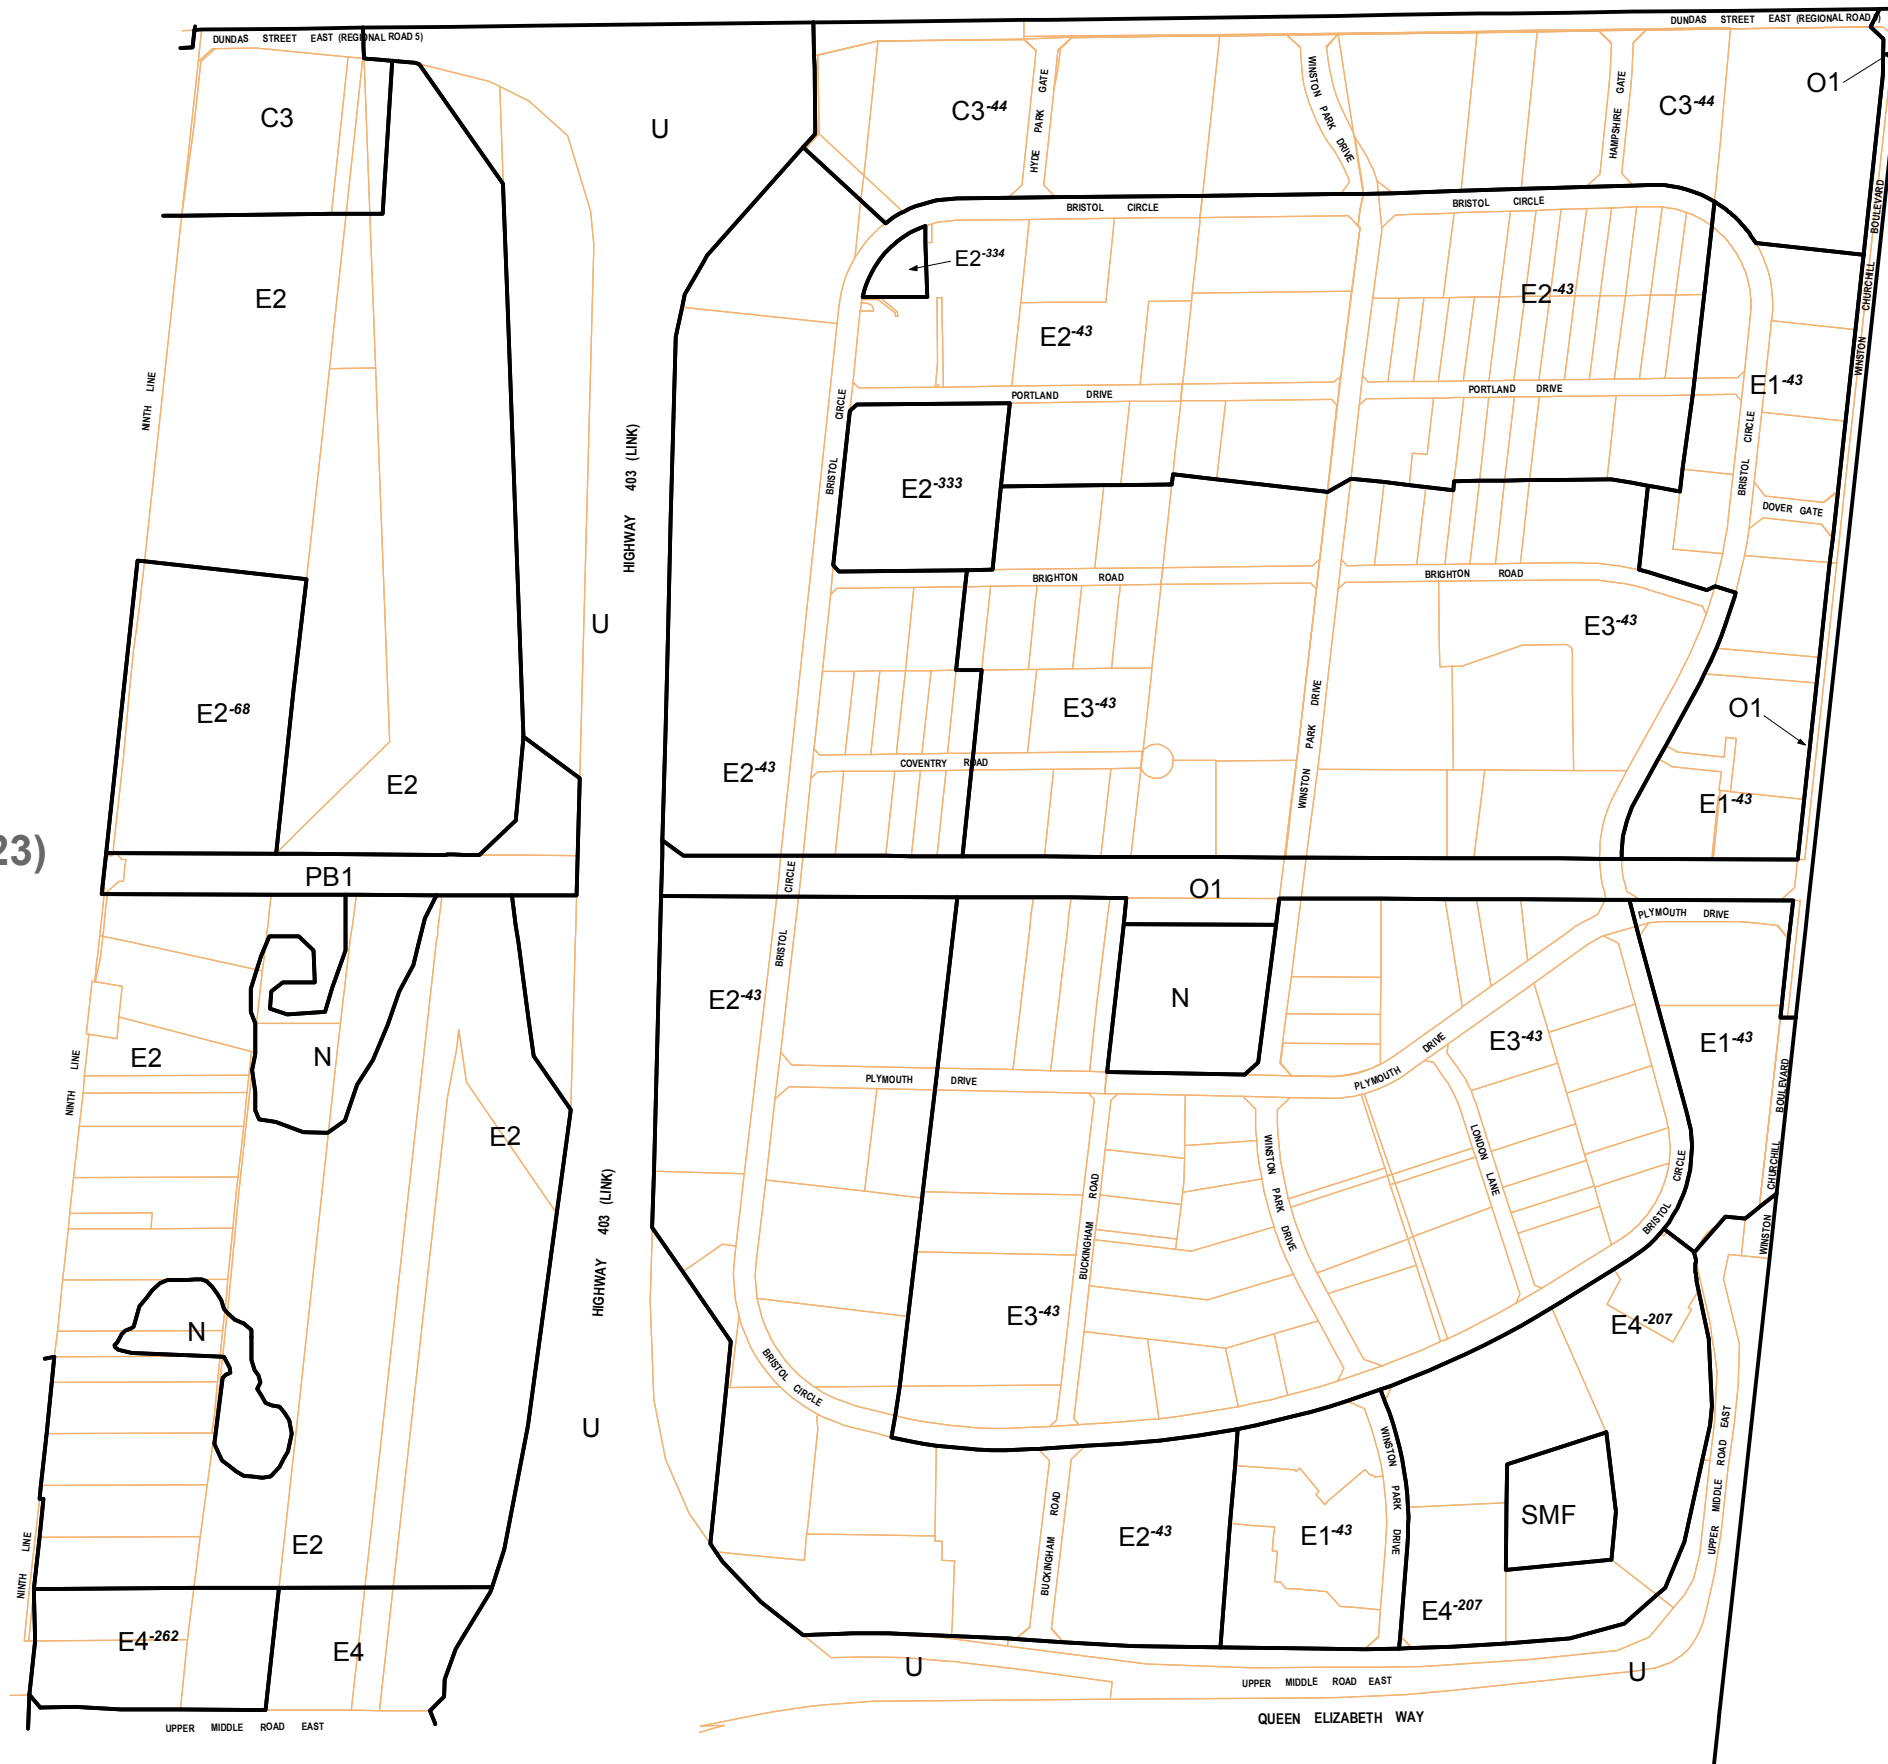 DUNDAS STREET EAST (REGIONAL ROAD 5)
DUNDAS STREET EAST (REGIONAL ROAD 5)
C3
U
C3-44
HYDE PARK GATE
WINSTON PARK DRIVE
HAMPSHIRE GATE
C3-44
O1
BRISTOL CIRCLE
BRISTOL CIRCLE
WINSTON CHURCHILL BOULEVARD
E2-334
E2
E2-43
E2-43
NINTH LINE
BRISTOL CIRCLE
PORTLAND DRIVE
PORTLAND DRIVE
E1-43
HIGHWAY 403 (LINK)
E2-333
BRISTOL CIRCLE
DOVER GATE
BRIGHTON ROAD
BRIGHTON ROAD
U
E3-43
E2-68
E3-43
WINSTON PARK DRIVE
O1
E2
E2-43
COVENTRY ROAD
E1-43
23)
PB1
BRISTOL CIRCLE
O1
PLYMOUTH DRIVE
E2-43
N
E3-43
E1-43
NINTH LINE
E2
N
PLYMOUTH DRIVE
PLYMOUTH DRIVE
WINSTON CHURCHILL BOULEVARD
E2
WINSTON PARK DRIVE
LONDON LANE
BRISTOL CIRCLE
HIGHWAY 403 (LINK)
BUCKINGHAM ROAD
N
E3-43
E4-207
BRISTOL CIRCLE
U
WINSTON PARK DRIVE
UPPER MIDDLE ROAD EAST
NINTH LINE
E2
BUCKINGHAM ROAD
E2-43
E1-43
SMF
E4-262
E4
E4-207
U
U
UPPER MIDDLE ROAD EAST
UPPER MIDDLE ROAD EAST
QUEEN ELIZABETH WAY